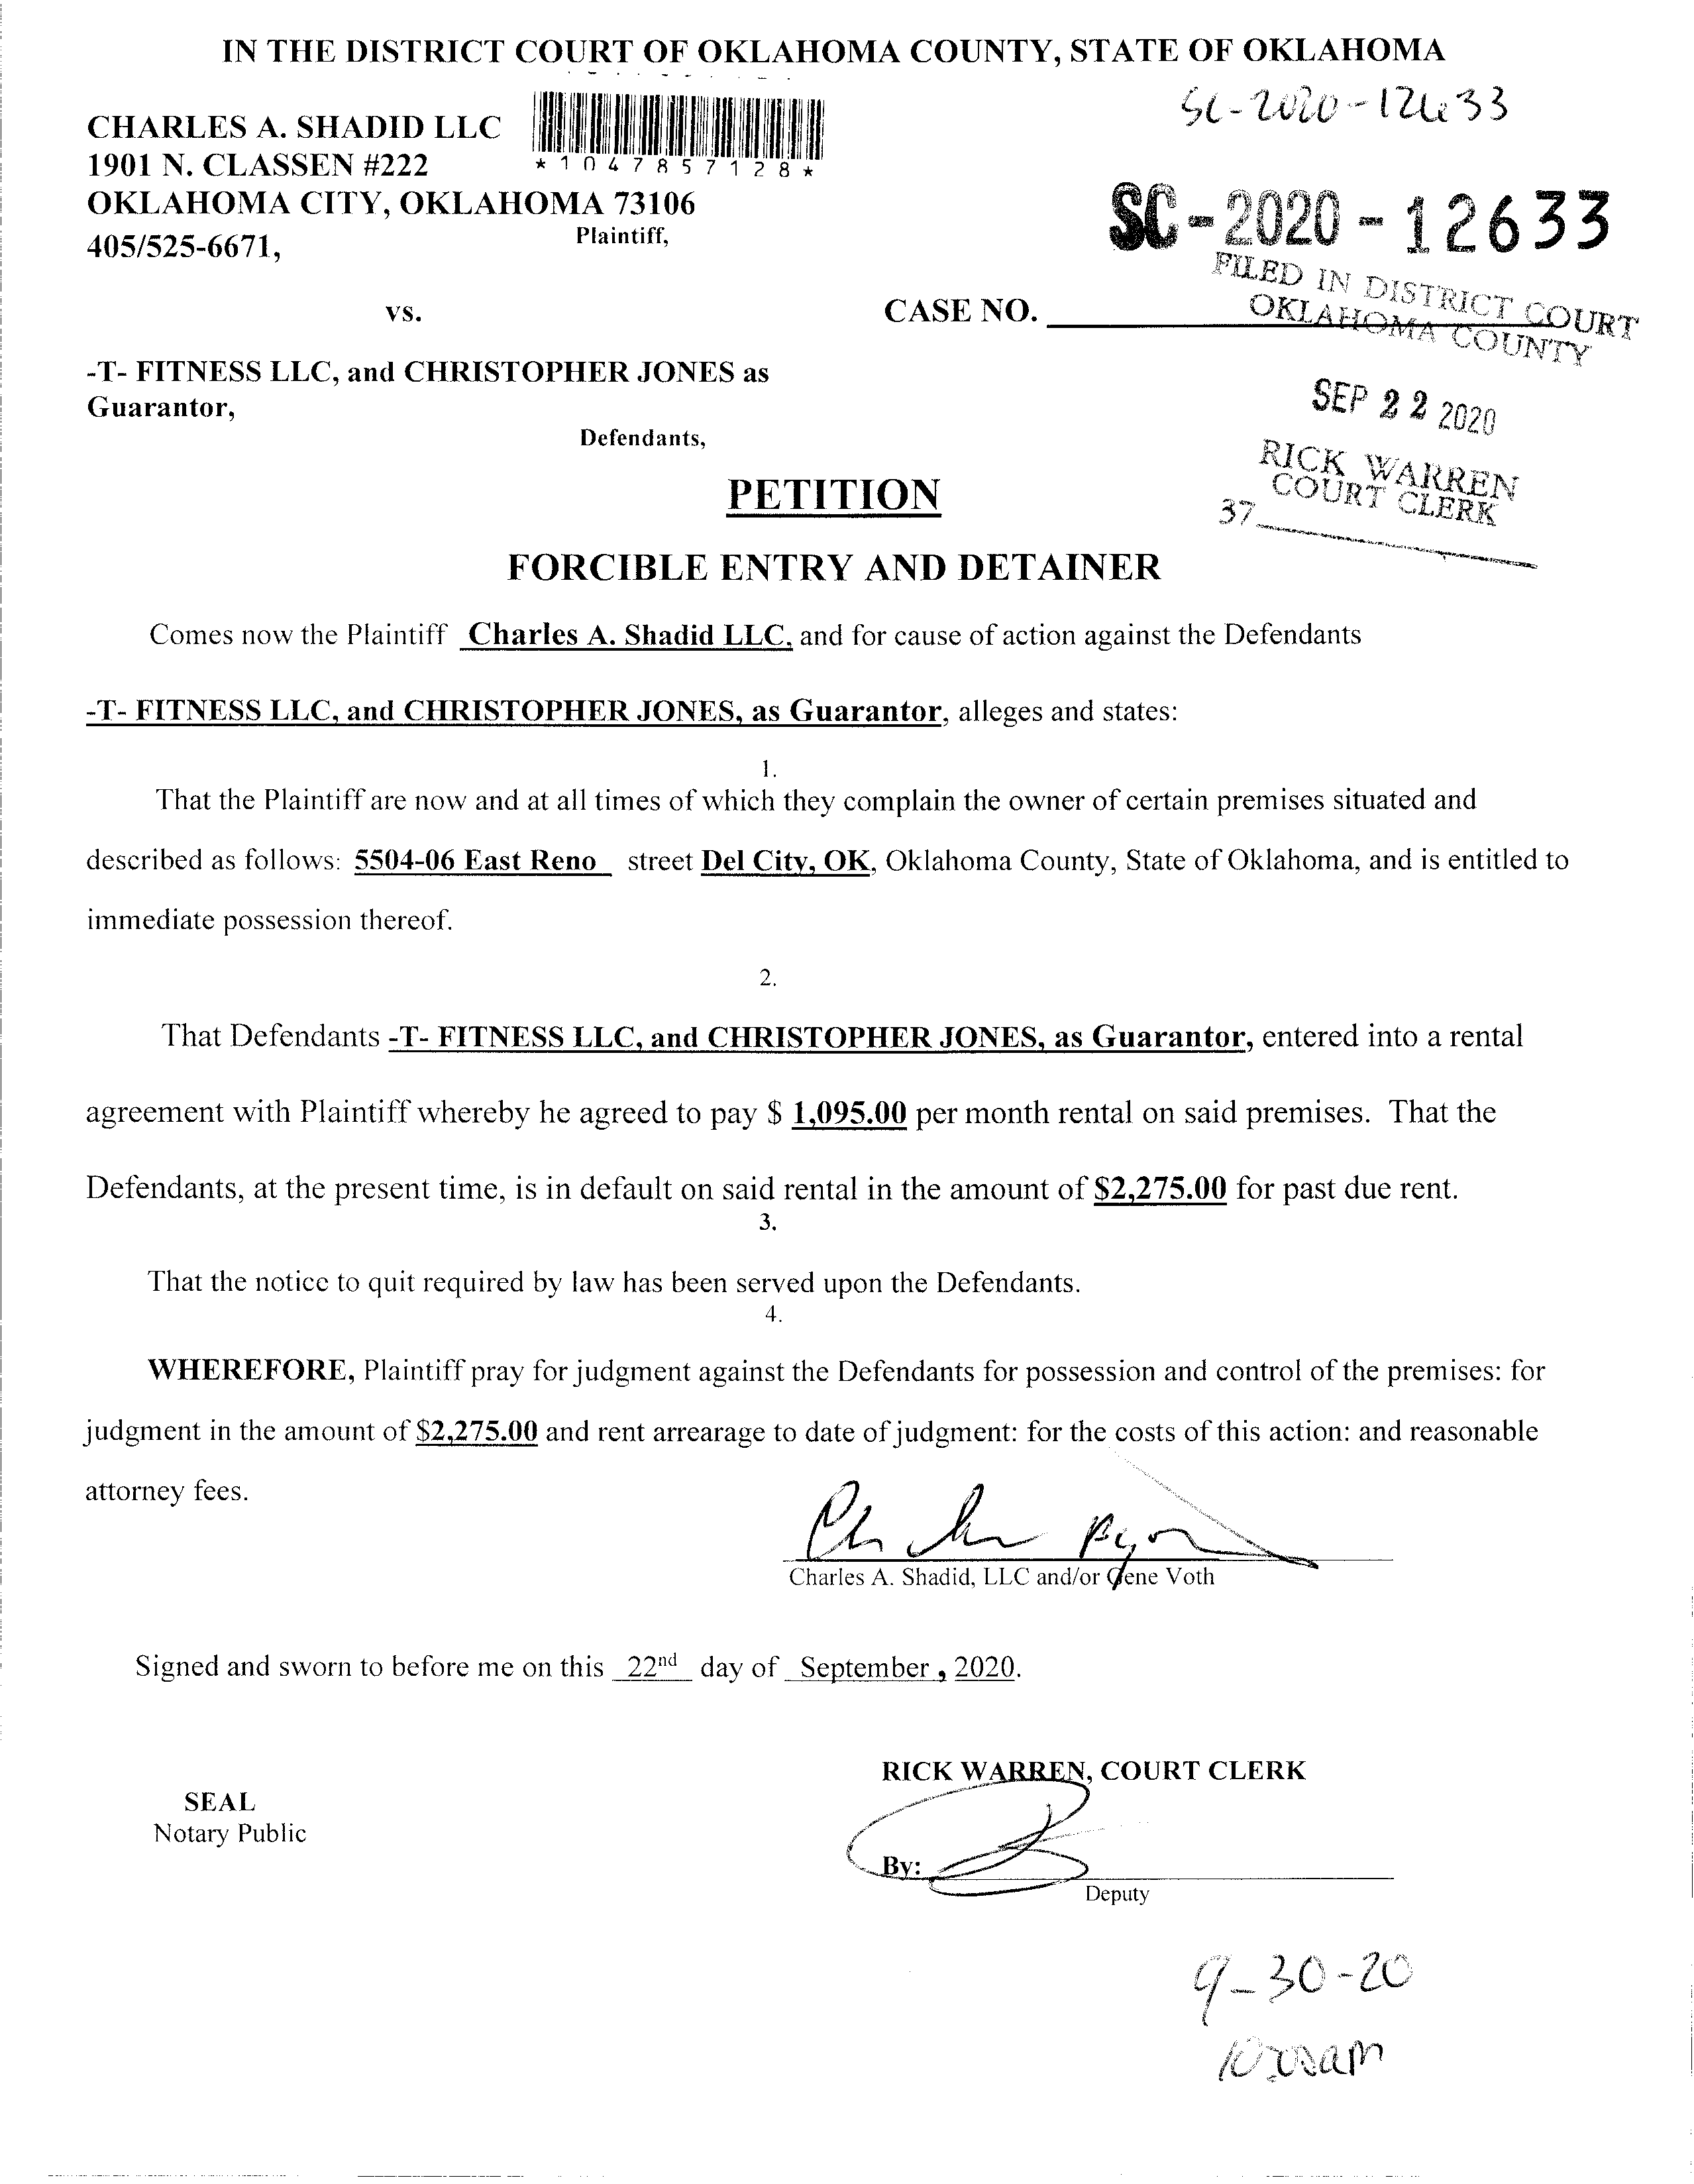 IN THE DISTRICT COURT OF OKLAHOMA COUNTY, STATE OF OKLAHOMA
SC-2020-12633
CHARLES A. SHADID LLC
1901 N. CLASSEN #222
*1047857128*
OKLAHOMA CITY, OKLAHOMA 73106
405/525-6671,
Plaintiff,
SC-2020-12633
FILED IN DISTRICT COURT
OKLAHOMA COUNTY
vs.
CASE NO.
-T- FITNESS LLC, and CHRISTOPHER JONES as
Guarantor,
Defendants,
SEP 22 2020
RICK WARREN
COURT CLERK
37
PETITION
FORCIBLE ENTRY AND DETAINER
Comes now the Plaintiff Charles A. Shadid LLC, and for cause of action against the Defendants
-T- FITNESS LLC, and CHRISTOPHER JONES, as Guarantor, alleges and states:
1.
That the Plaintiff are now and at all times of which they complain the owner of certain premises situated and
described as follows: 5504-06 East Reno street Del City, OK, Oklahoma County, State of Oklahoma, and is entitled to
immediate possession thereof.
2.
That Defendants -T- FITNESS LLC, and CHRISTOPHER JONES, as Guarantor, entered into a rental
agreement with Plaintiff whereby he agreed to pay $ 1,095.00 per month rental on said premises. That the
Defendants, at the present time, is in default on said rental in the amount of $2,275.00 for past due rent.
3.
That the notice to quit required by law has been served upon the Defendants.
4.
WHEREFORE, Plaintiff pray for judgment against the Defendants for possession and control of the premises: for
judgment in the amount of $2,275.00 and rent arrearage to date of judgment: for the costs of this action: and reasonable
attorney fees.
Charles A. Shadid, LLC and/or Gene Voth
Signed and sworn to before me on this 22nd day of September, 2020.
RICK WARREN, COURT CLERK
SEAL
Notary Public
By:
Deputy
9-30-20